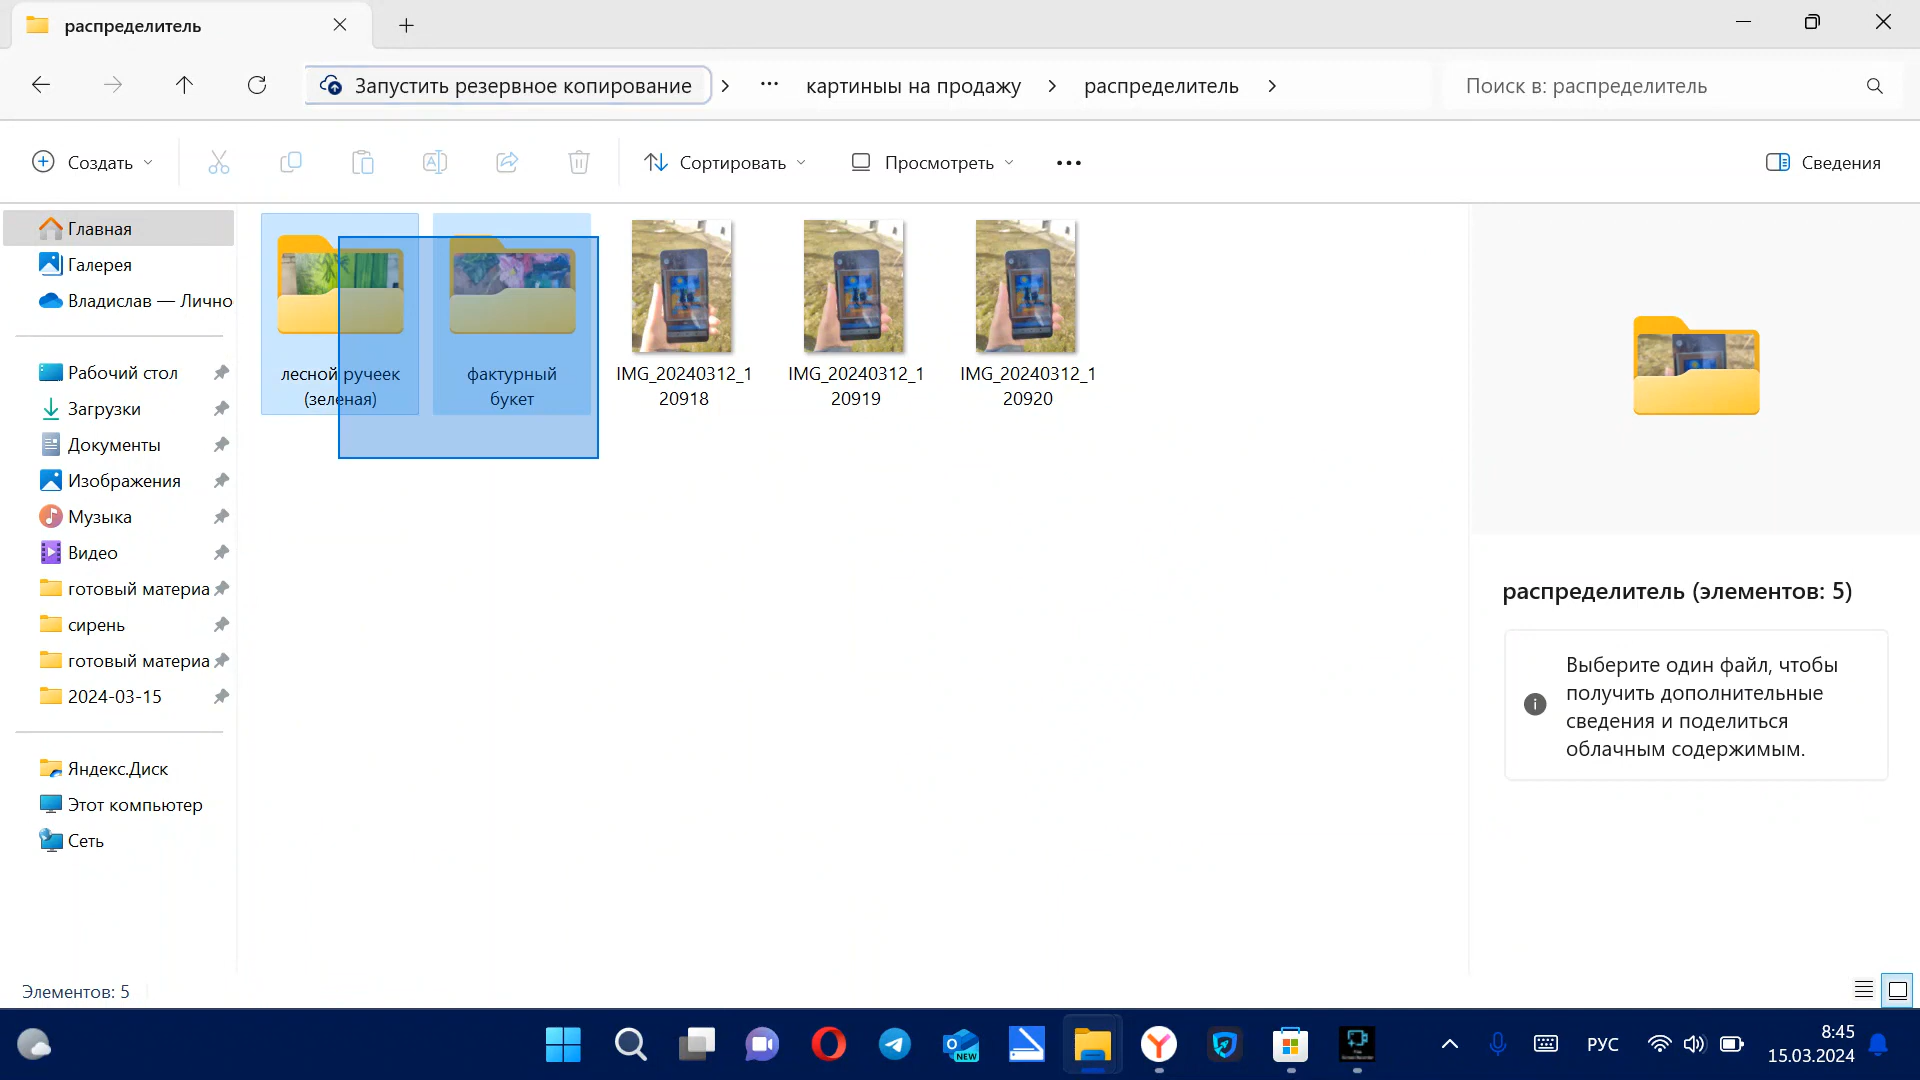 распределитель
Запустить резервное копирование
картиныы на продажу
распределитель
Поиск в: распределитель
Создать
Сортировать
Просмотреть
Сведения
Главная
Галерея
Владислав — Лично
Рабочий стол
Загрузки
Документы
Изображения
Музыка
Видео
готовый материа
сирень
готовый материа
2024-03-15
Яндекс.Диск
Этот компьютер
Сеть
лесной ручеек
(зеленая)
фактурный
букет
IMG_20240312_1
20918
IMG_20240312_1
20919
IMG_20240312_1
20920
распределитель (элементов: 5)
Выберите один файл, чтобы
получить дополнительные
сведения и поделиться
облачным содержимым.
Элементов: 5
NEW
РУС
8:45
15.03.2024